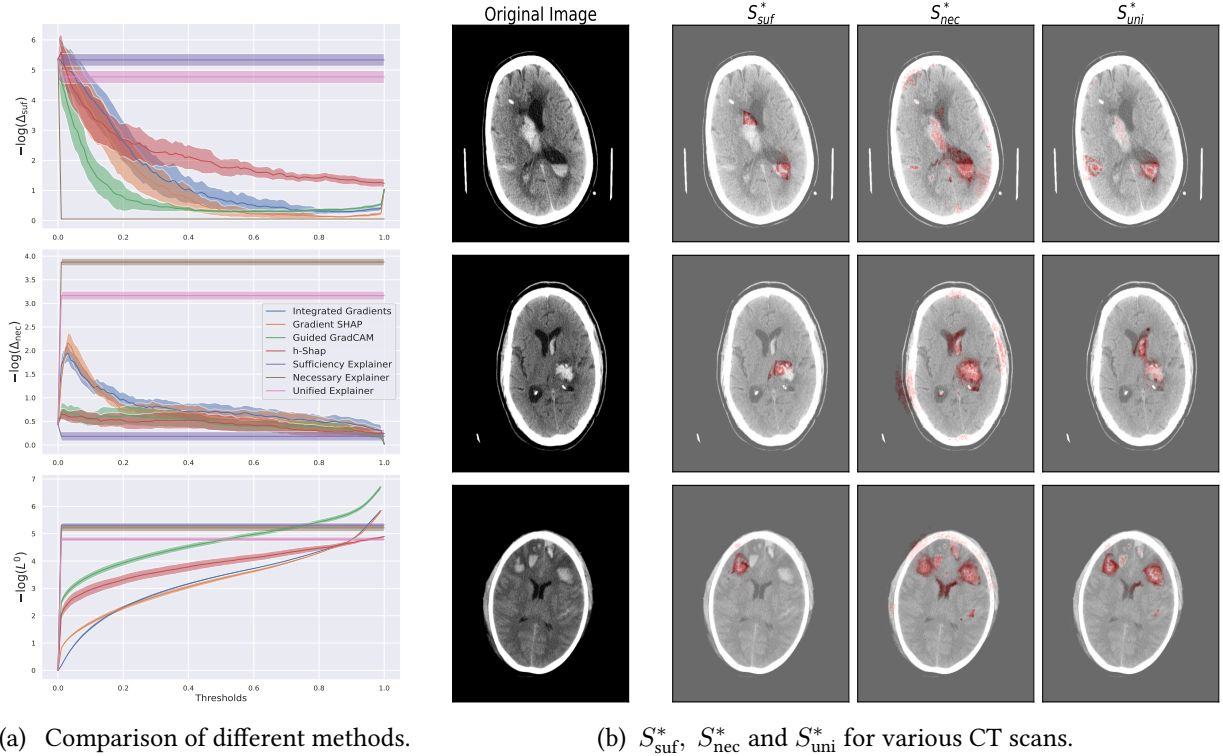 −log(Δsuf)
6
5
4
3
2
1
0
0.0 0.2 0.4 0.6 0.8 1.0
−log(Δnec)
4.0
3.5
3.0
2.5
2.0
1.5
1.0
0.5
0.0
Integrated Gradients
Gradient SHAP
Guided GradCAM
h-Shap
Sufficiency Explainer
Necessary Explainer
Unified Explainer
0.0 0.2 0.4 0.6 0.8 1.0
−log(L⁰)
7
6
5
4
3
2
1
0
0.0 0.2 0.4 0.6 0.8 1.0
Thresholds
a) Comparison of different methods.
Original Image S*suf S*nec S*uni
(b) S*suf, S*nec and S*uni for various CT scans.